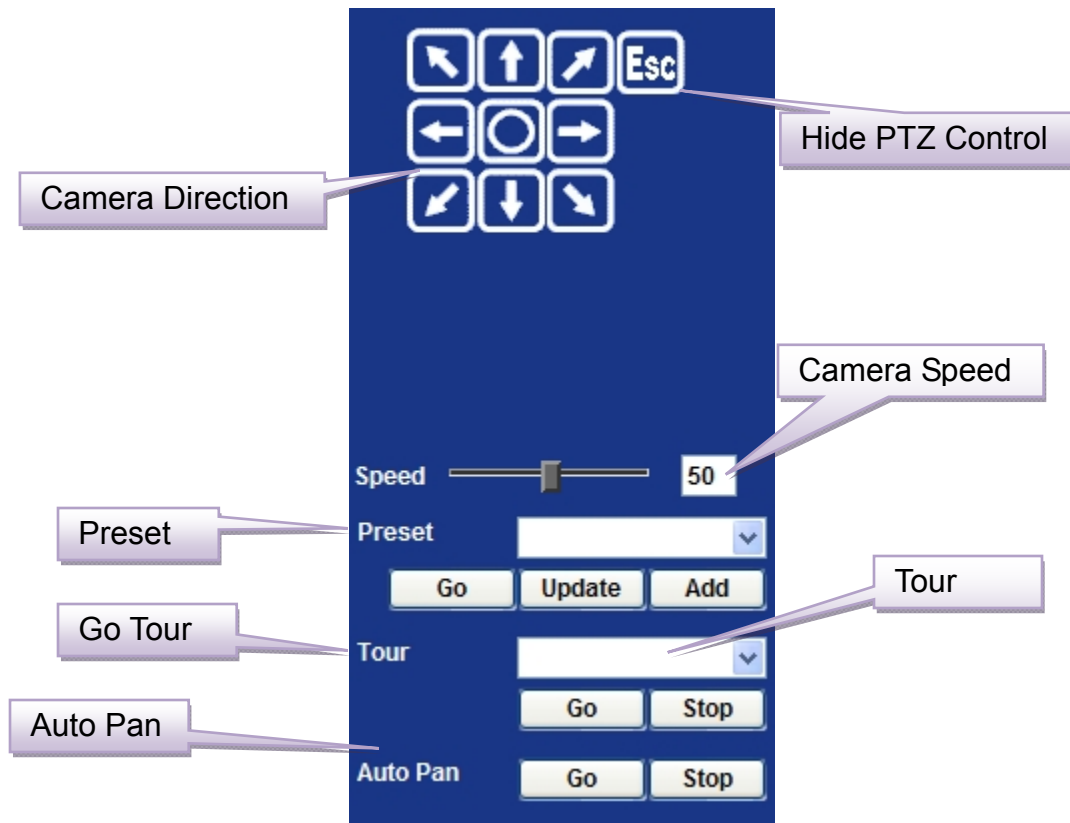 Esc
Hide PTZ Control
Camera Direction
Camera Speed
Speed 50
Preset
Preset
Go Update Add
Tour
Go Tour
Tour
Go Stop
Auto Pan
Auto Pan Go Stop